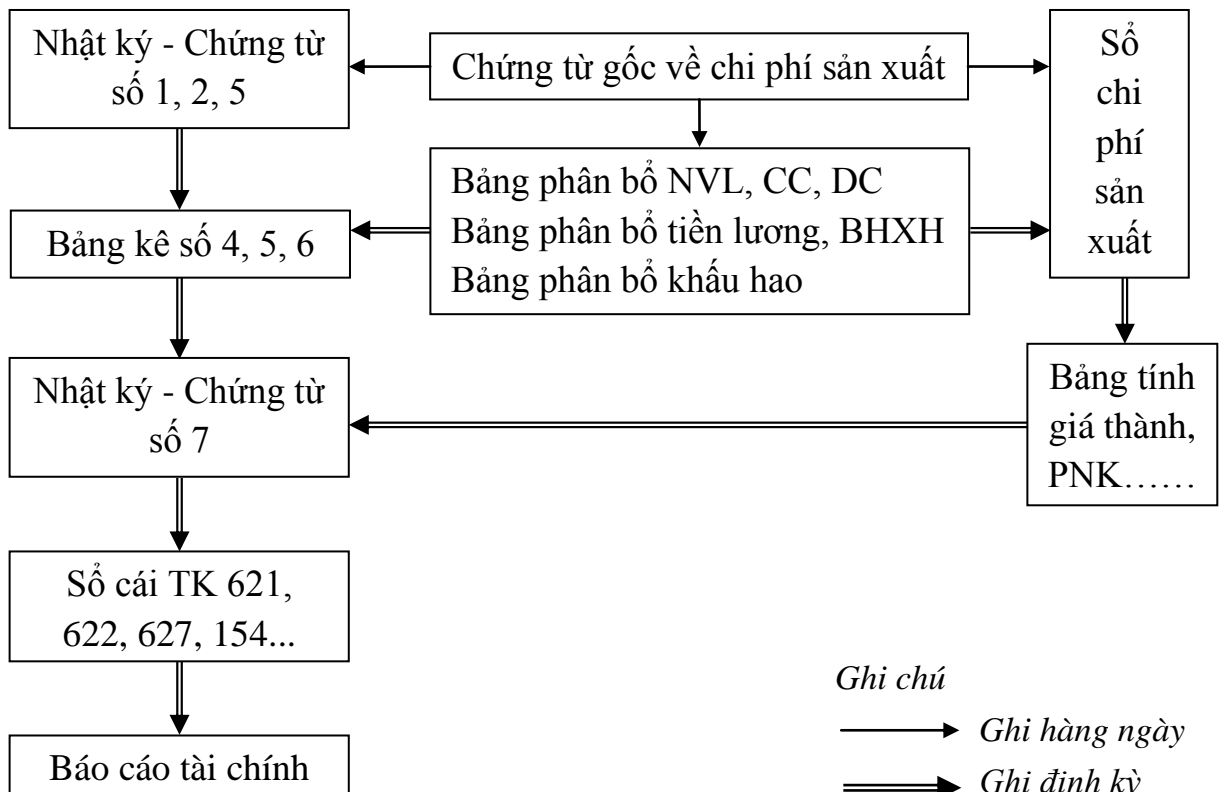 Nhật ký - Chứng từ
số 1, 2, 5
Chứng từ gốc về chi phí sản xuất
Sổ
chi
phí
sản
xuất
Bảng phân bổ NVL, CC, DC
Bảng phân bổ tiền lương, BHXH
Bảng phân bổ khấu hao
Bảng kê số 4, 5, 6
Nhật ký - Chứng từ
số 7
Bảng tính
giá thành,
PNK……
Sổ cái TK 621,
622, 627, 154...
Báo cáo tài chính
Ghi chú
Ghi hàng ngày
Ghi định kỳ